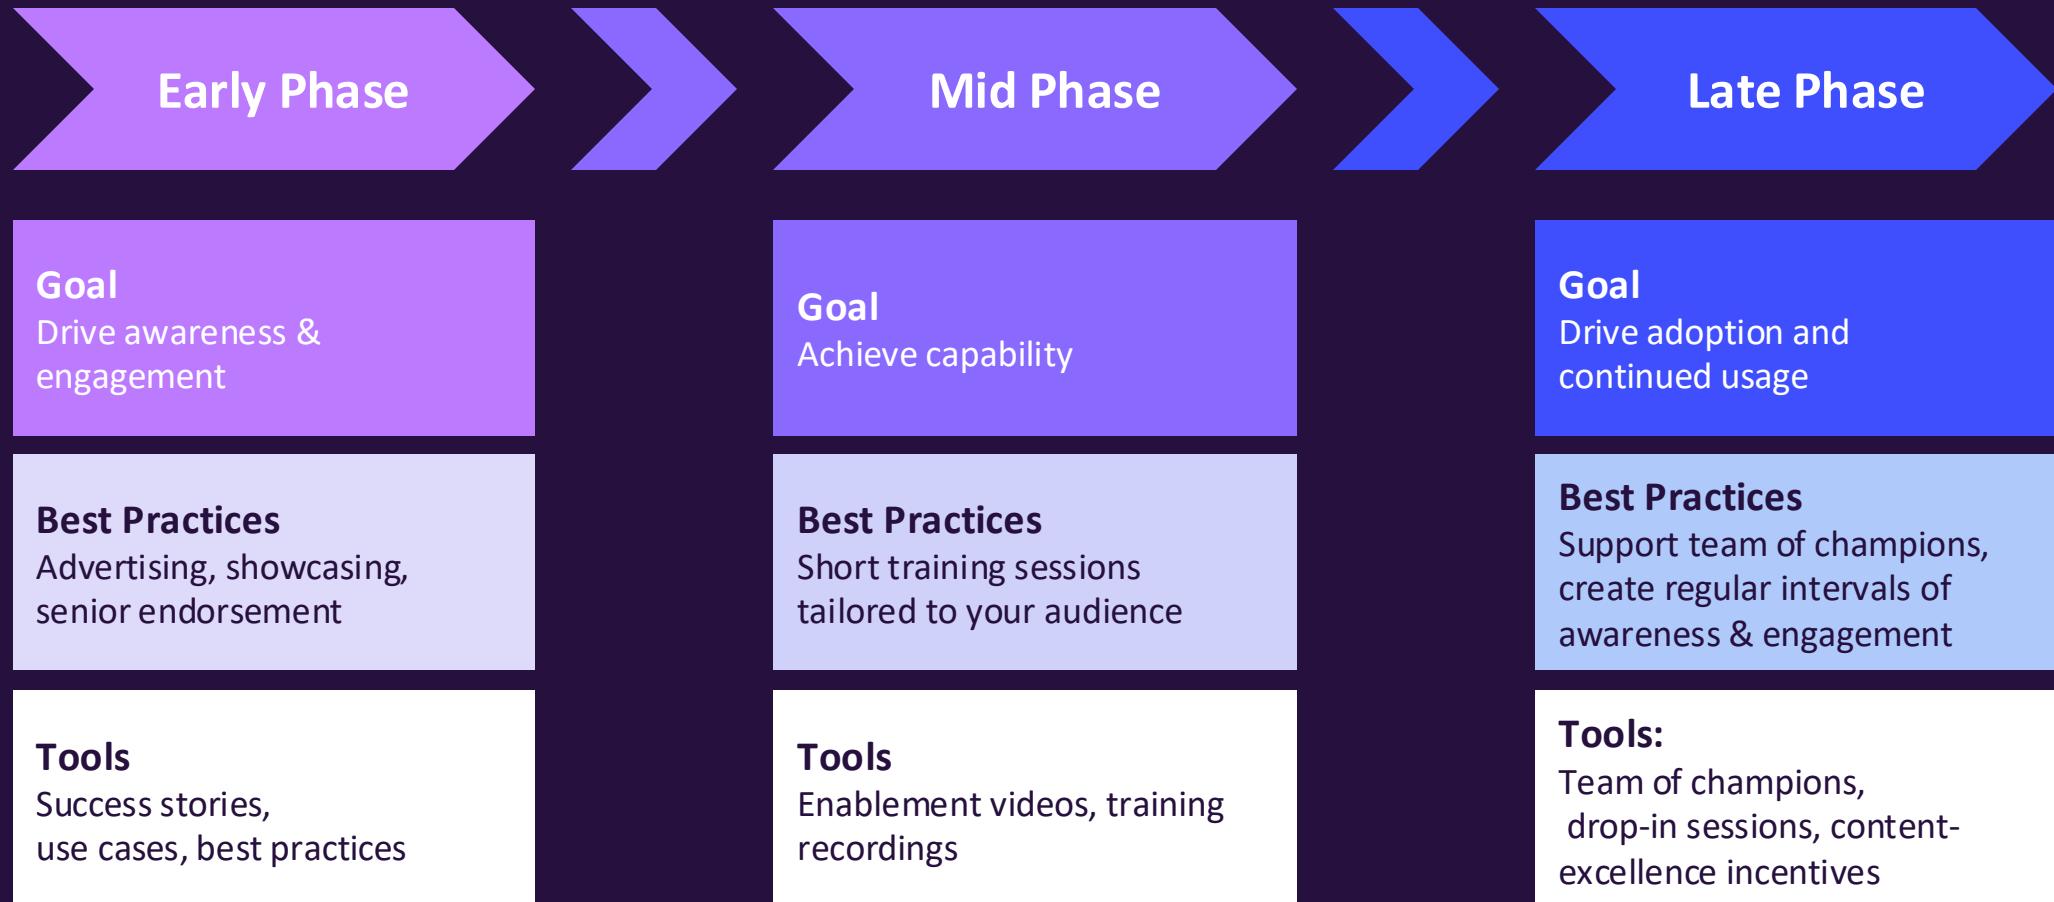 Early Phase
Mid Phase
Late Phase
Goal
Drive awareness &
engagement
Goal
Achieve capability
Goal
Drive adoption and
continued usage
Best Practices
Advertising, showcasing,
senior endorsement
Best Practices
Short training sessions
tailored to your audience
Best Practices
Support team of champions,
create regular intervals of
awareness & engagement
Tools
Success stories,
use cases, best practices
Tools
Enablement videos, training
recordings
Tools:
Team of champions,
drop-in sessions, content-
excellence incentives